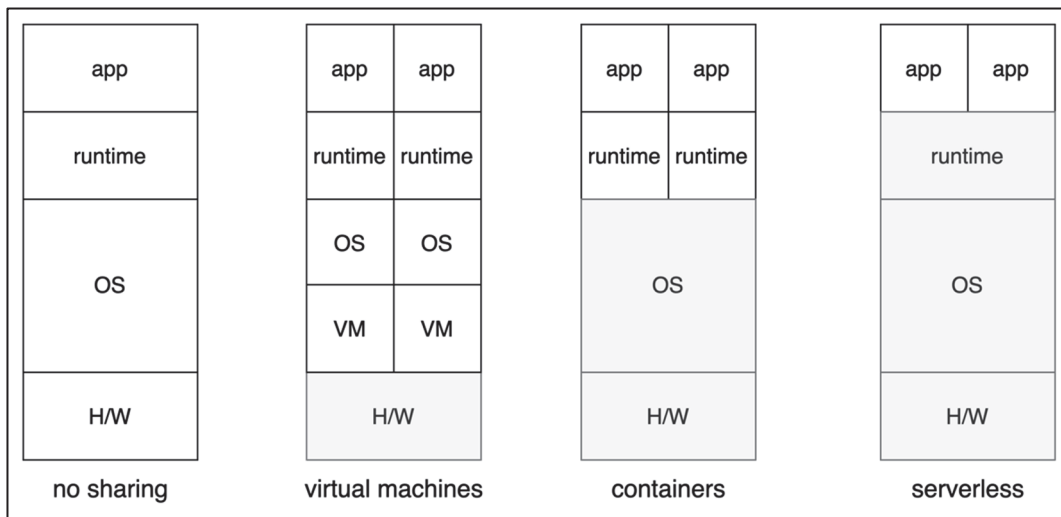 app
runtime
OS
H/W
no sharing
app app
runtime runtime
OS OS
VM VM
H/W
virtual machines
app app
runtime runtime
OS
H/W
containers
app app
runtime
OS
H/W
serverless